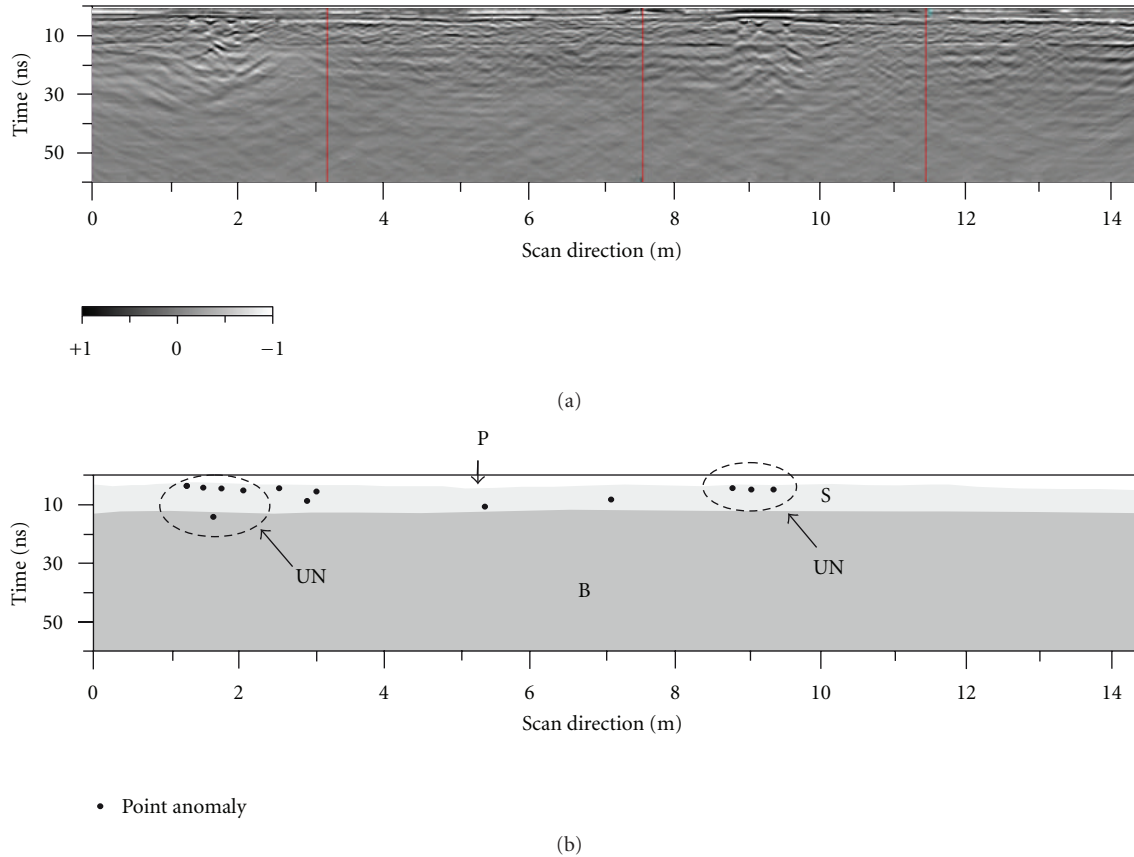 10
30
50
Time (ns)
0 2 4 6 8 10 12 14
Scan direction (m)
+1 0 −1
(a)
P
S
10
UN UN
30
B
50
Time (ns)
0 2 4 6 8 10 12 14
Scan direction (m)
• Point anomaly
(b)